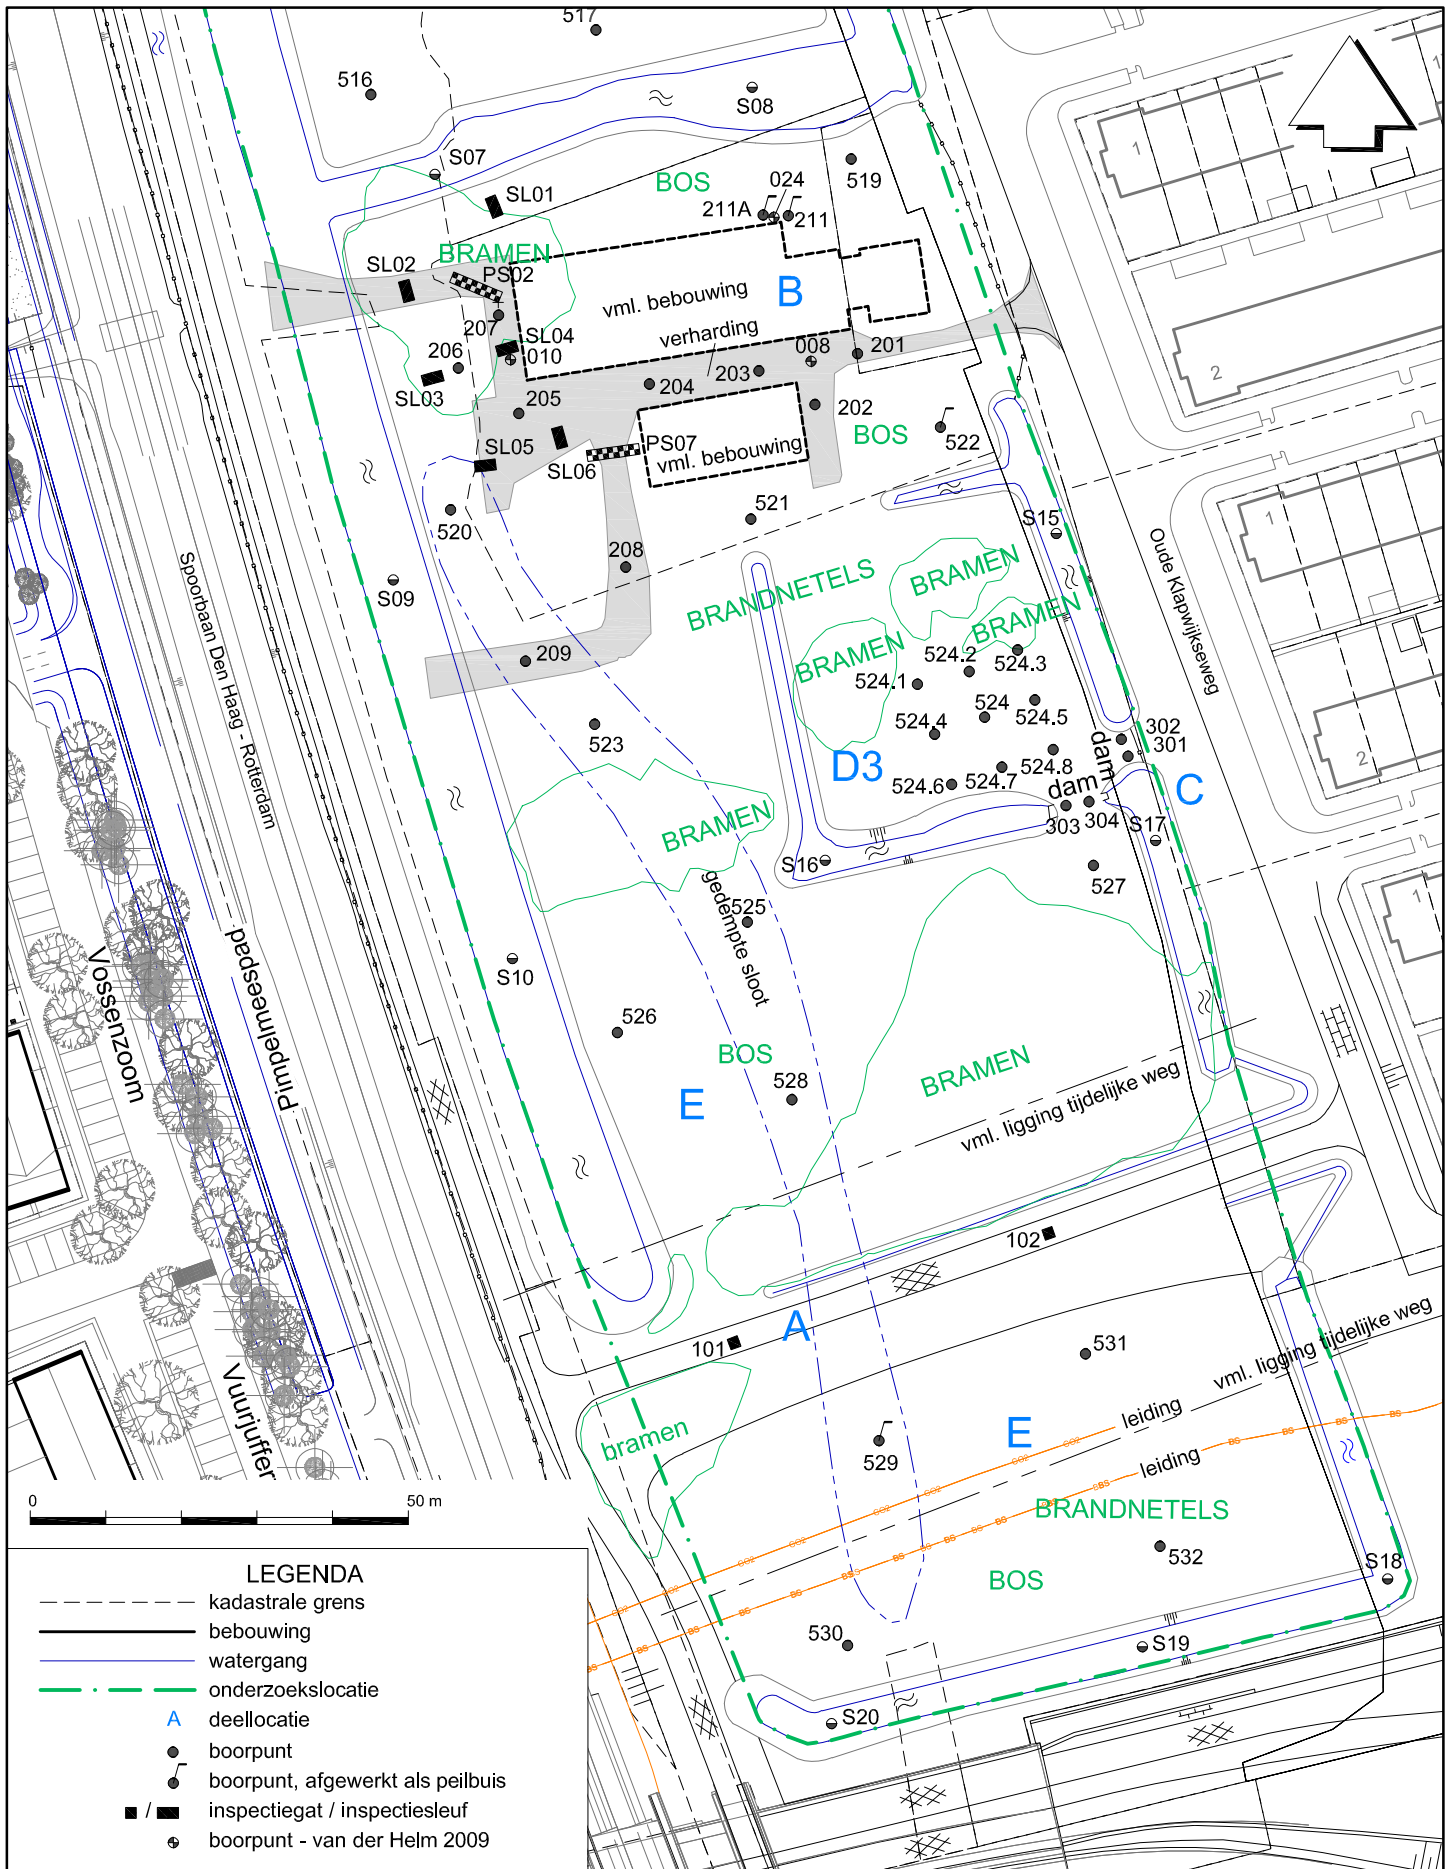 517
516
S08
S07
519
BOS
024
SL01
211A
211
BRAMEN
SL02
PS02
B
vml. bebouwing
207
SL04
verharding
010
008
201
206
203
204
SL03
205
202
BOS
522
SL05
PS07
vml. bebouwing
SL06
520
521
S15
1
2
1
2
1
1
208
S09
BRANDNETELS
BRAMEN
BRAMEN
BRAMEN
Oude Klapwijkseweg
Spoorbaan Den Haag - Rotterdam
209
524.2
524.3
524.1
524
524.5
524.4
523
dam
302
301
D3
524.8
524.7
524.6
dam
C
303
304
S17
BRAMEN
S16
527
gedempte sloot
525
Vossenzoom
Pimpelmeespad
S10
526
BOS
528
BRAMEN
E
vml. ligging tijdelijke weg
102
A
101
531
vml. ligging tijdelijke weg
Vuurjuffer
bramen
E
leiding
529
leiding
BRANDNETELS
532
BOS
S18
530
S19
S20
0 50 m
LEGENDA
kadastrale grens
bebouwing
watergang
onderzoekslocatie
A deellocatie
boorpunt
boorpunt, afgewerkt als peilbuis
/ inspectiegat / inspectiesleuf
boorpunt - van der Helm 2009